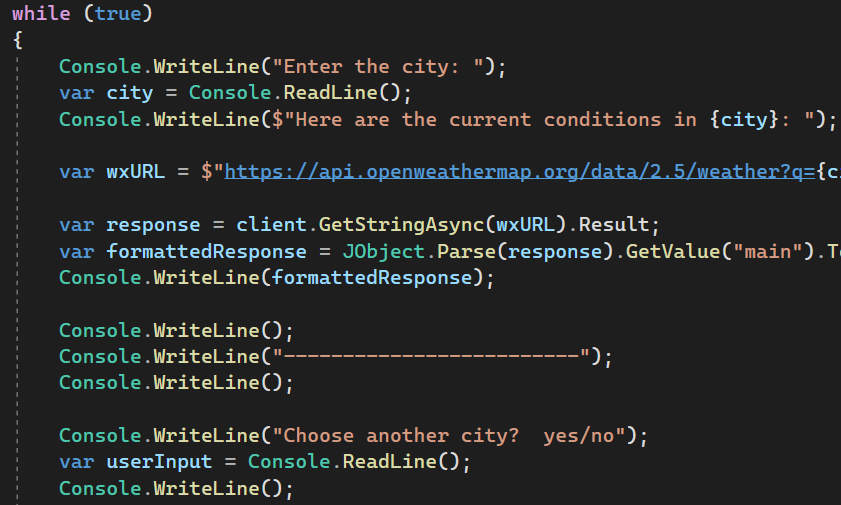 while (true)
{
Console.WriteLine("Enter the city: ");
var city = Console.ReadLine();
Console.WriteLine($"Here are the current conditions in {city}: ");
var wxURL = $"https://api.openweathermap.org/data/2.5/weather?q={
var response = client.GetStringAsync(wxURL).Result;
var formattedResponse = JObject.Parse(response).GetValue("main").
Console.WriteLine(formattedResponse);
Console.WriteLine();
Console.WriteLine("-------------------------");
Console.WriteLine();
Console.WriteLine("Choose another city?  yes/no");
var userInput = Console.ReadLine();
Console.WriteLine();